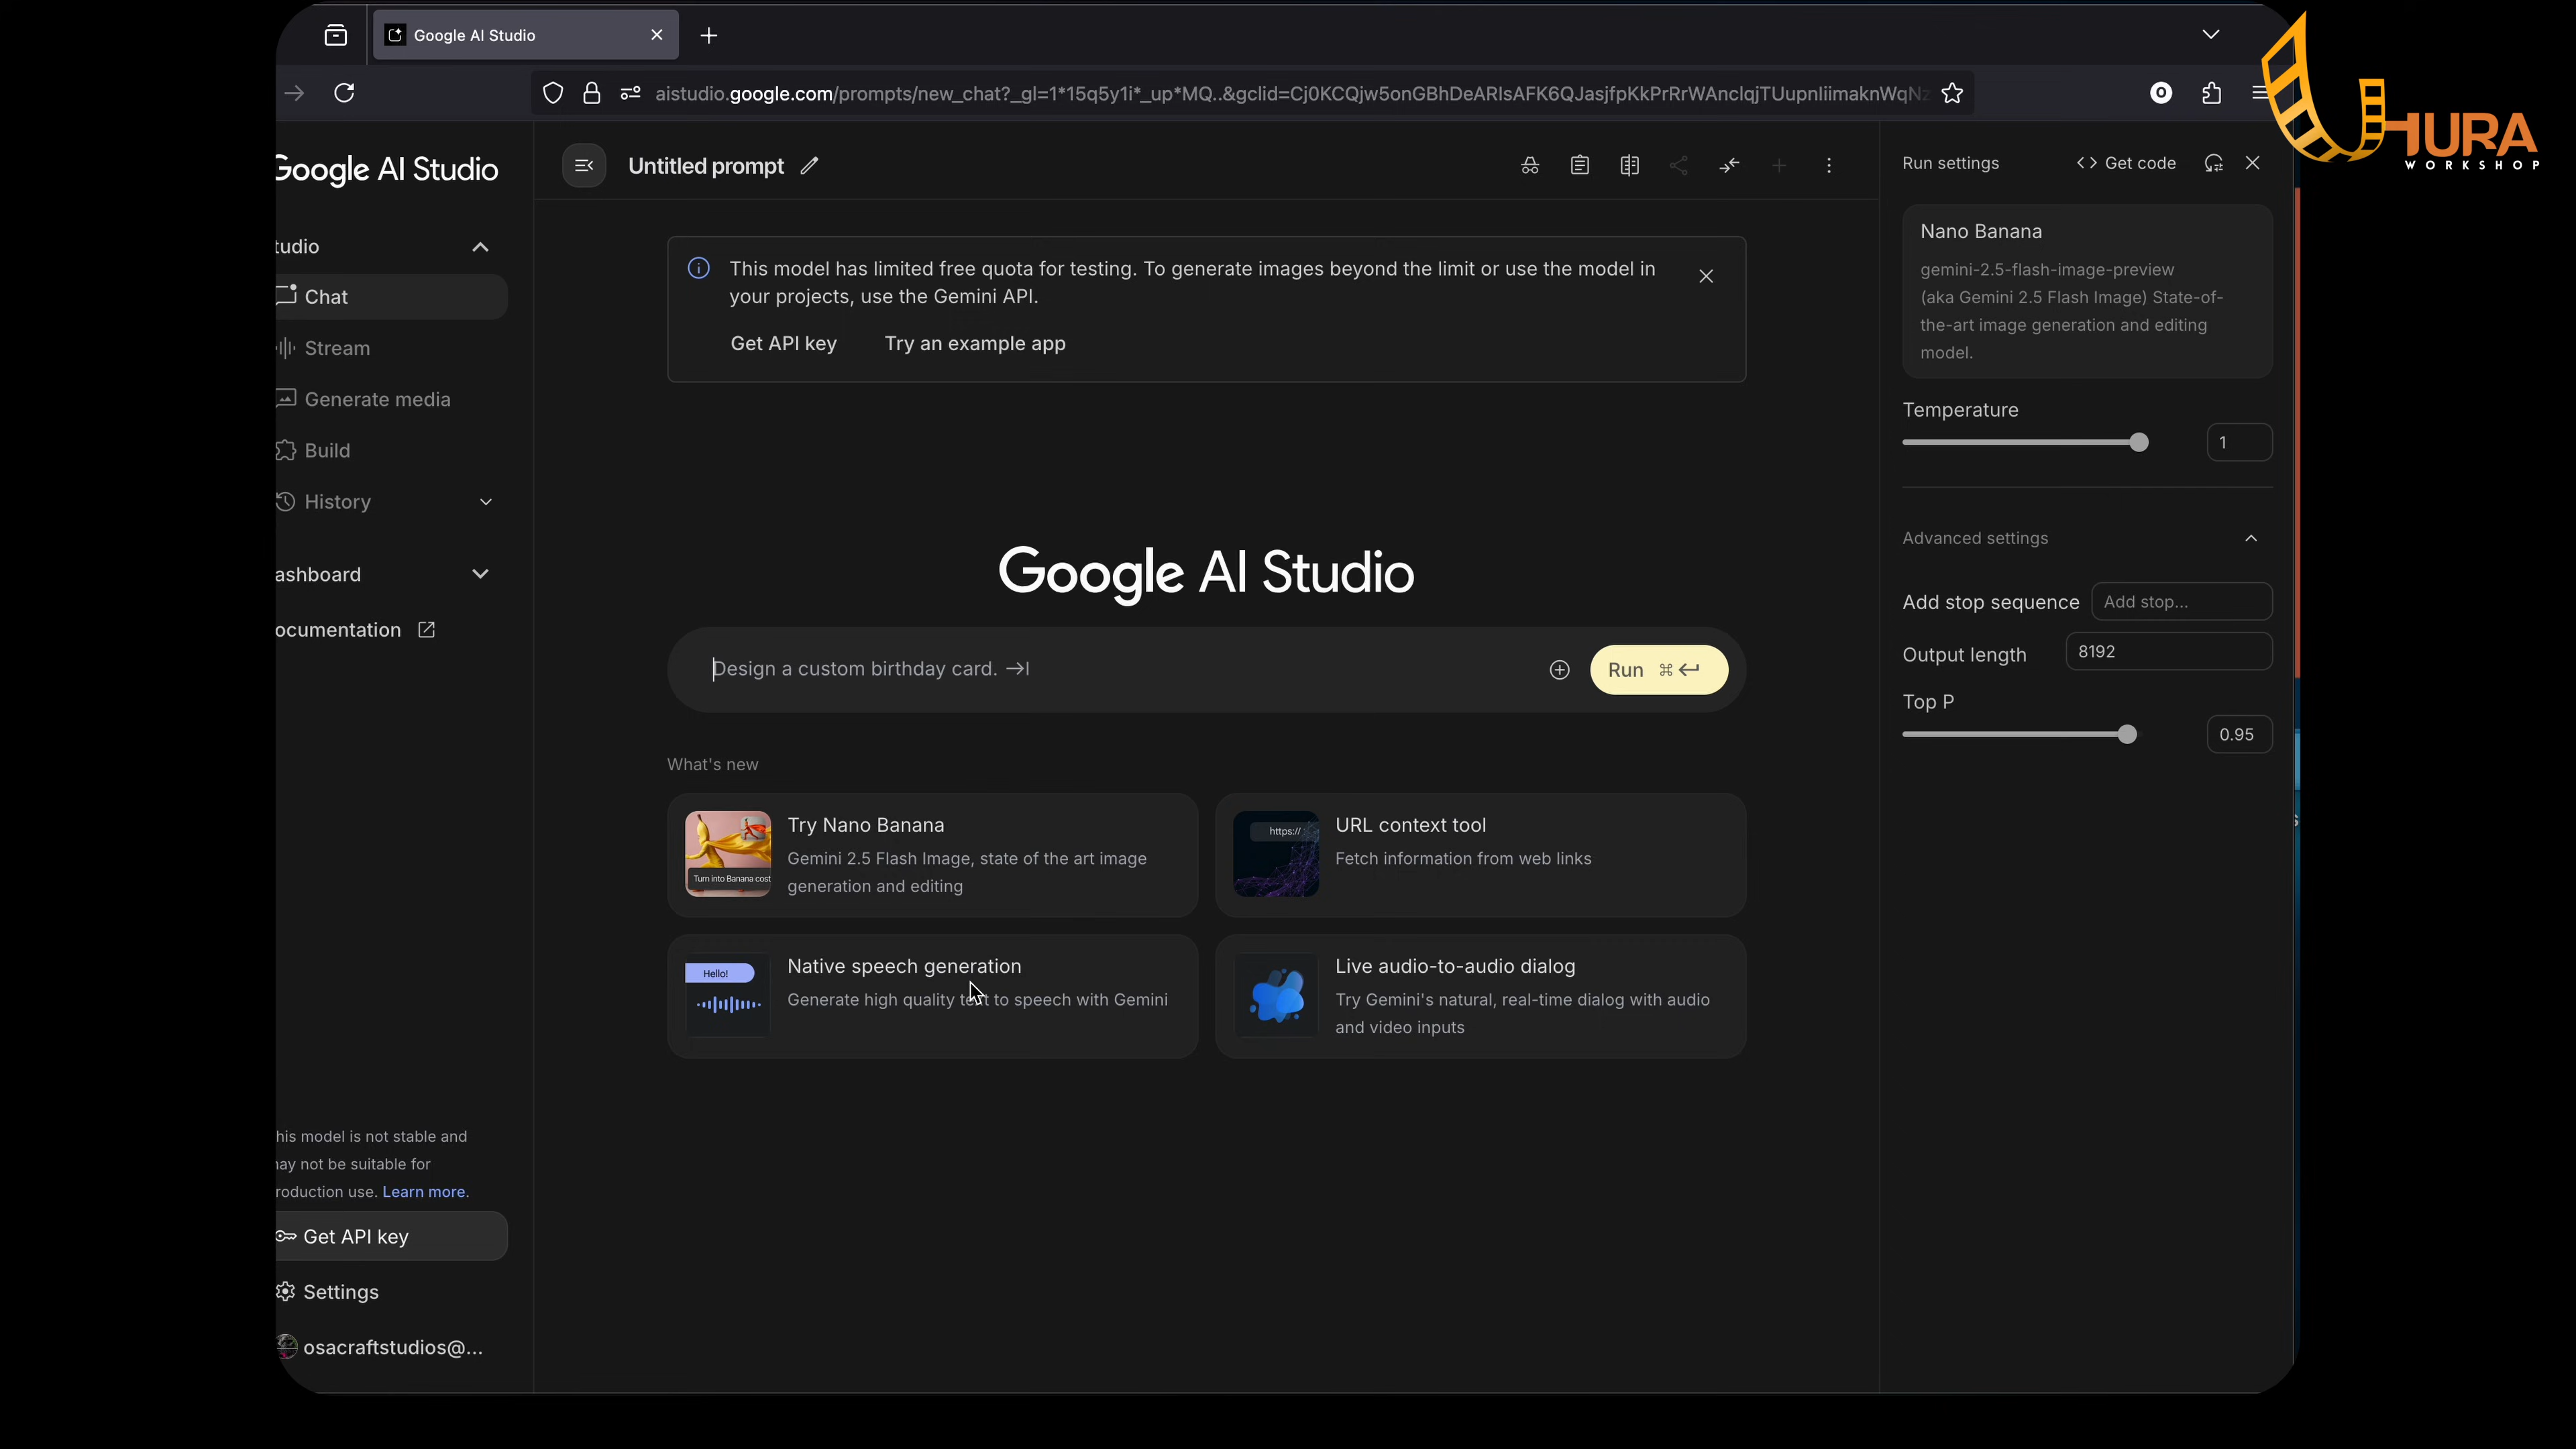 Google AI Studio
aistudio.google.com/prompts/new_chat?_gl=1*15q5y1i*_up*MQ..&gclid=Cj0KCQjw5onGBhDeARIsAFK6QJasjfpKkPrRrWAnclqjTUupnliimaknWqNz
HURA
WORKSHOP
Google AI Studio
tudio
Chat
Stream
Generate media
Build
History
ashboard
ocumentation
his model is not stable and
ay not be suitable for
roduction use. Learn more.
Get API key
Settings
osacraftstudios@...
Untitled prompt
This model has limited free quota for testing. To generate images beyond the limit or use the model in
your projects, use the Gemini API.
Get API key Try an example app
Google AI Studio
Design a custom birthday card.
Run ⌘
What's new
Try Nano Banana
Gemini 2.5 Flash Image, state of the art image
generation and editing
Turn into Banana cost
URL context tool
Fetch information from web links
https://
Native speech generation
Generate high quality text to speech with Gemini
Hello!
Live audio-to-audio dialog
Try Gemini's natural, real-time dialog with audio
and video inputs
Run settings
<> Get code
Nano Banana
gemini-2.5-flash-image-preview
(aka Gemini 2.5 Flash Image) State-of-
the-art image generation and editing
model.
Temperature
1
Advanced settings
Add stop sequence Add stop...
Output length 8192
Top P
0.95